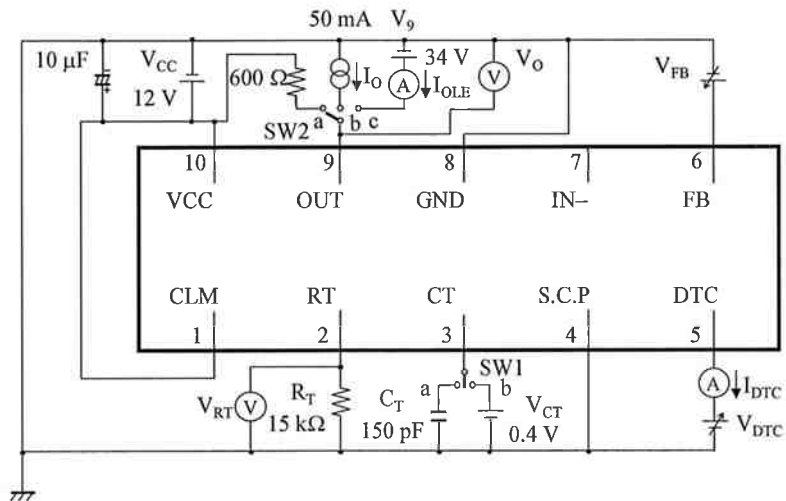 50 mA V9
10 μF
VCC
12 V
600 Ω
IO
34 V
A
IOLE
V
VO
VFB
SW2 a b c
10 9 8 7 6
VCC OUT GND IN– FB
CLM RT CT S.C.P DTC
1 2 3 4 5
VRT
V
RT
15 kΩ
SW1
a b
CT
150 pF
VCT
0.4 V
A
IDTC
VDTC